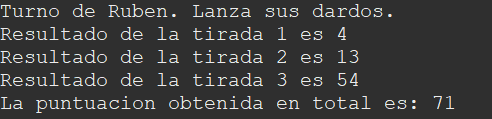 Turno de Ruben. Lanza sus dardos.
Resultado de la tirada 1 es 4
Resultado de la tirada 2 es 13
Resultado de la tirada 3 es 54
La puntuacion obtenida en total es: 71